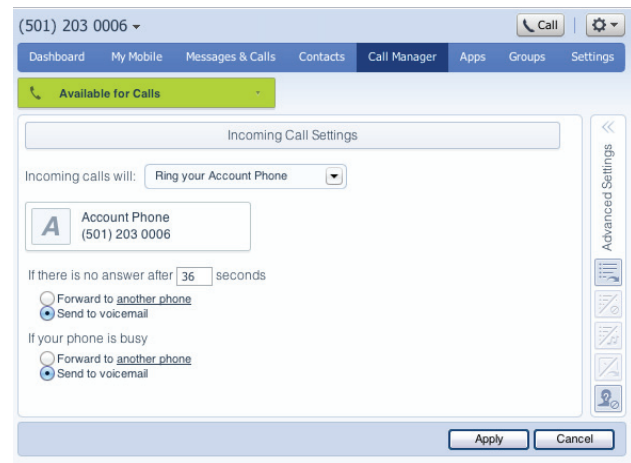 (501) 203 0006
Call
Dashboard My Mobile Messages & Calls Contacts Call Manager Apps Groups Settings
Available for Calls
Incoming Call Settings
Incoming calls will: Ring your Account Phone
A
Account Phone
(501) 203 0006
If there is no answer after 36 seconds
Forward to another phone
Send to voicemail
If your phone is busy
Forward to another phone
Send to voicemail
Advanced Settings
Apply Cancel